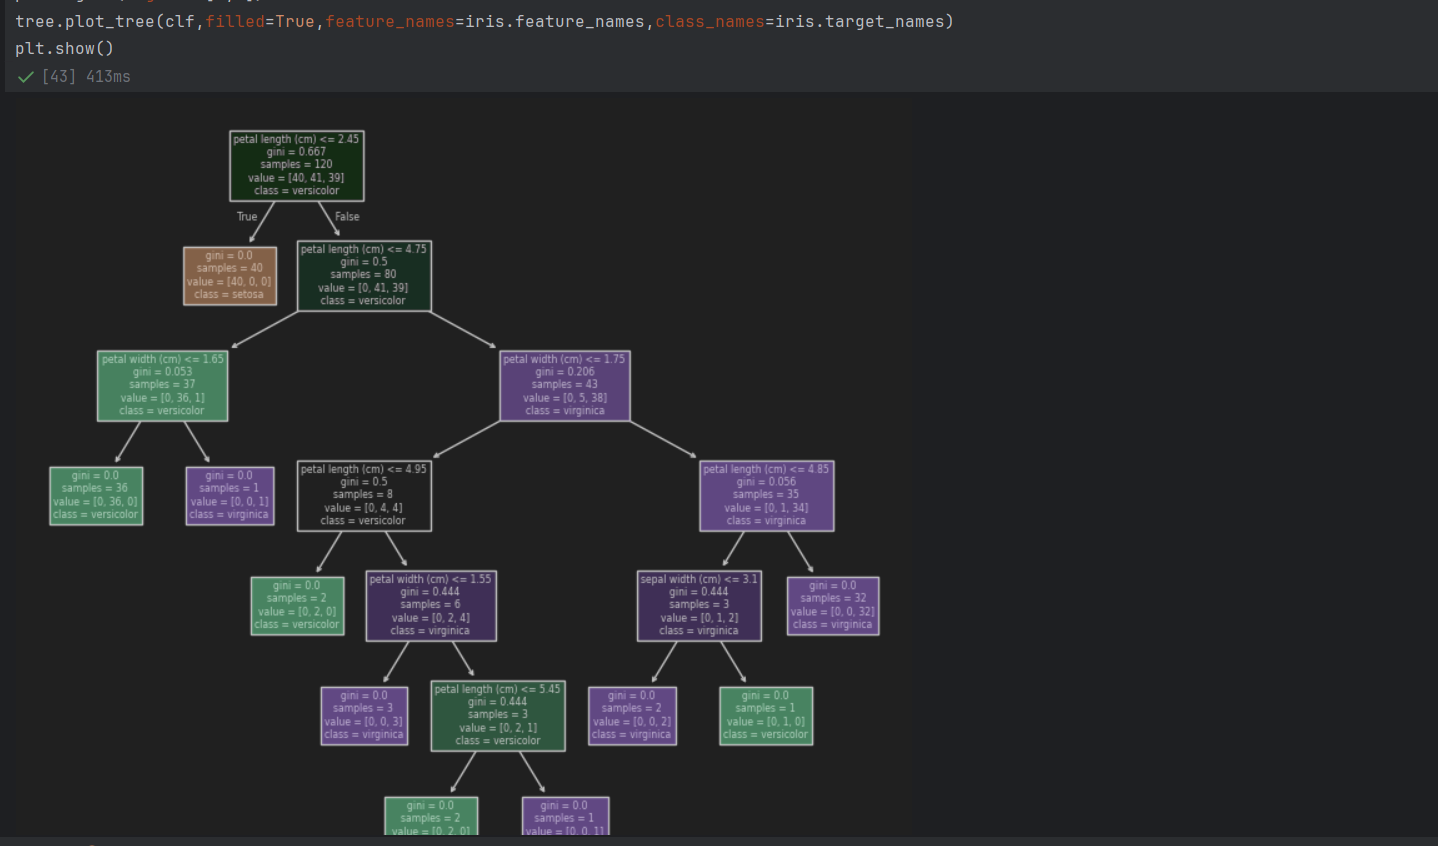 tree.plot_tree(clf,filled=True,feature_names=iris.feature_names,class_names=iris.target_names)
plt.show()
[43] 413ms
petal length (cm) <= 2.45
gini = 0.667
samples = 120
value = [40, 41, 39]
class = versicolor
True
False
gini = 0.0
samples = 40
value = [40, 0, 0]
class = setosa
petal length (cm) <= 4.75
gini = 0.5
samples = 80
value = [0, 41, 39]
class = versicolor
petal width (cm) <= 1.65
gini = 0.053
samples = 37
value = [0, 36, 1]
class = versicolor
petal width (cm) <= 1.75
gini = 0.206
samples = 43
value = [0, 5, 38]
class = virginica
gini = 0.0
samples = 36
value = [0, 36, 0]
class = versicolor
gini = 0.0
samples = 1
value = [0, 0, 1]
class = virginica
petal length (cm) <= 4.95
gini = 0.5
samples = 8
value = [0, 4, 4]
class = versicolor
petal length (cm) <= 4.85
gini = 0.056
samples = 35
value = [0, 1, 34]
class = virginica
gini = 0.0
samples = 2
value = [0, 2, 0]
class = versicolor
petal width (cm) <= 1.55
gini = 0.444
samples = 6
value = [0, 2, 4]
class = virginica
sepal width (cm) <= 3.1
gini = 0.444
samples = 3
value = [0, 1, 2]
class = virginica
gini = 0.0
samples = 32
value = [0, 0, 32]
class = virginica
gini = 0.0
samples = 3
value = [0, 0, 3]
class = virginica
petal length (cm) <= 5.45
gini = 0.444
samples = 3
value = [0, 2, 1]
class = versicolor
gini = 0.0
samples = 2
value = [0, 0, 2]
class = virginica
gini = 0.0
samples = 1
value = [0, 1, 0]
class = versicolor
gini = 0.0
samples = 2
value = [0, 2, 0]
gini = 0.0
samples = 1
value = [0, 0, 1]